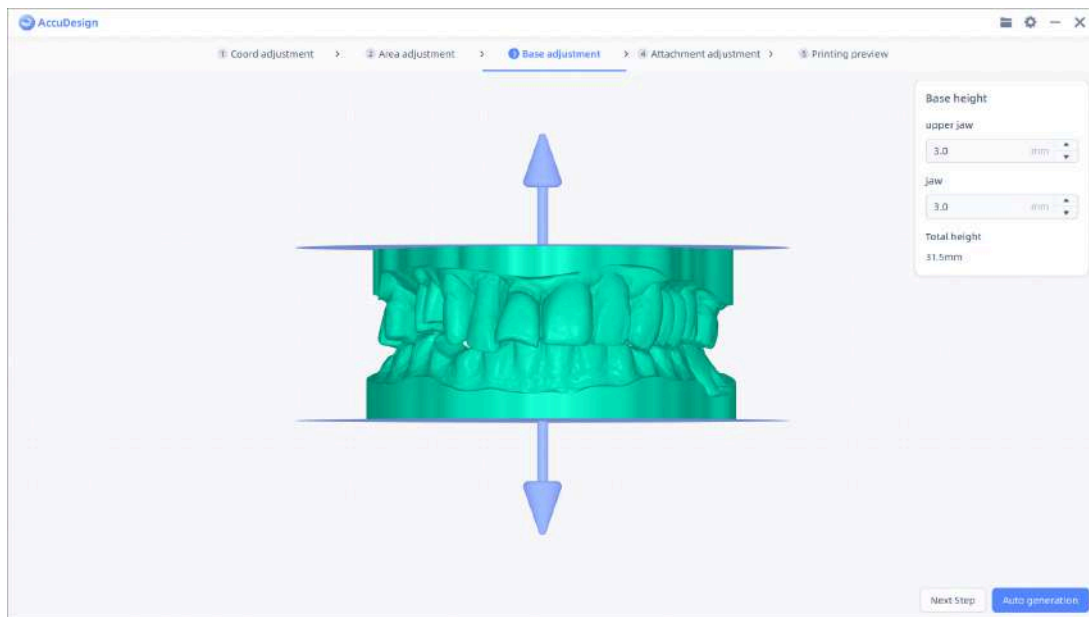 AccuDesign
1 Coord adjustment > 2 Area adjustment > 3 Base adjustment > 4 Attachment adjustment > 5 Printing preview
Base height
upper jaw
3.0 mm
jaw
3.0 mm
Total height
31.5mm
Next Step Auto generation